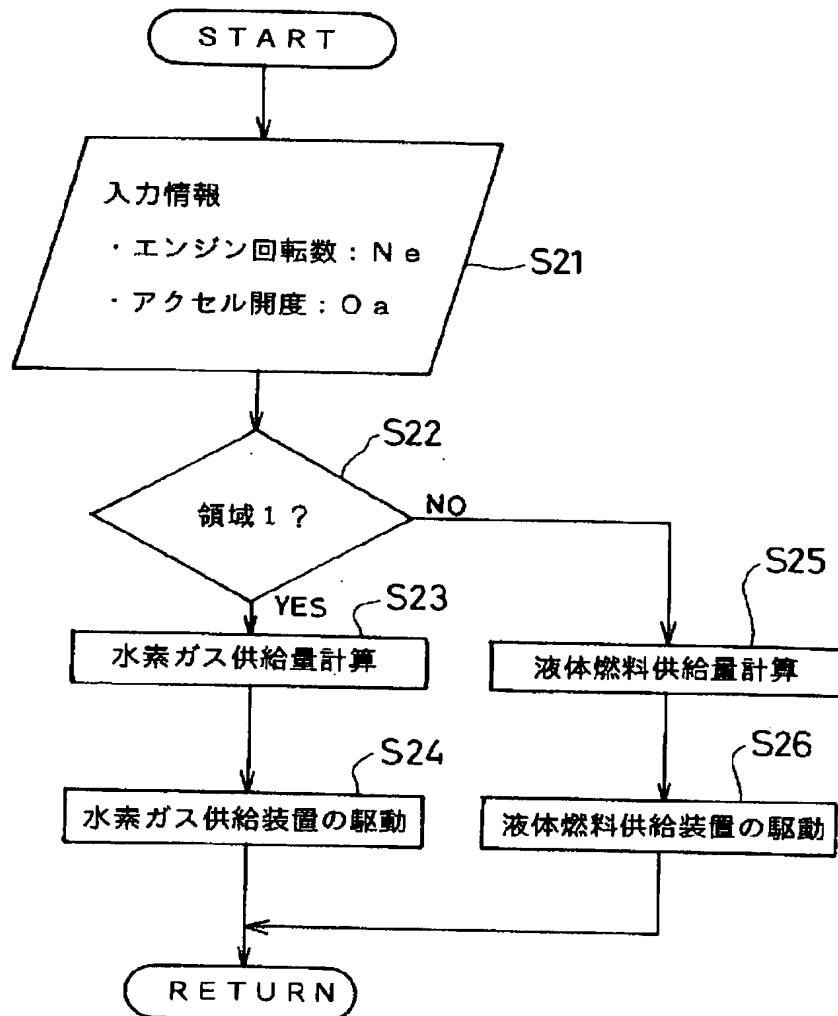 START
入力情報
・エンジン回転数：Ne
・アクセル開度：Oa
S21
S22
領域1？
NO
YES
S23
水素ガス供給量計算
S25
液体燃料供給量計算
S24
水素ガス供給装置の駆動
S26
液体燃料供給装置の駆動
RETURN